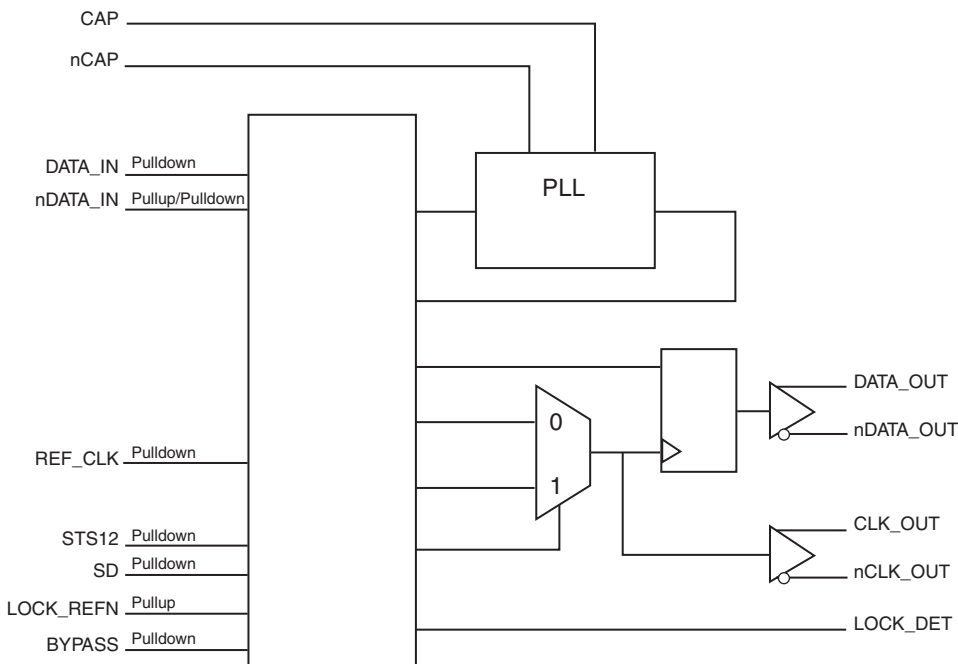 CAP
nCAP
DATA_IN Pulldown
nDATA_IN Pullup/Pulldown
PLL
DATA_OUT
0
nDATA_OUT
REF_CLK Pulldown
1
CLK_OUT
STS12 Pulldown
SD Pulldown
nCLK_OUT
LOCK_REFN Pullup
LOCK_DET
BYPASS Pulldown